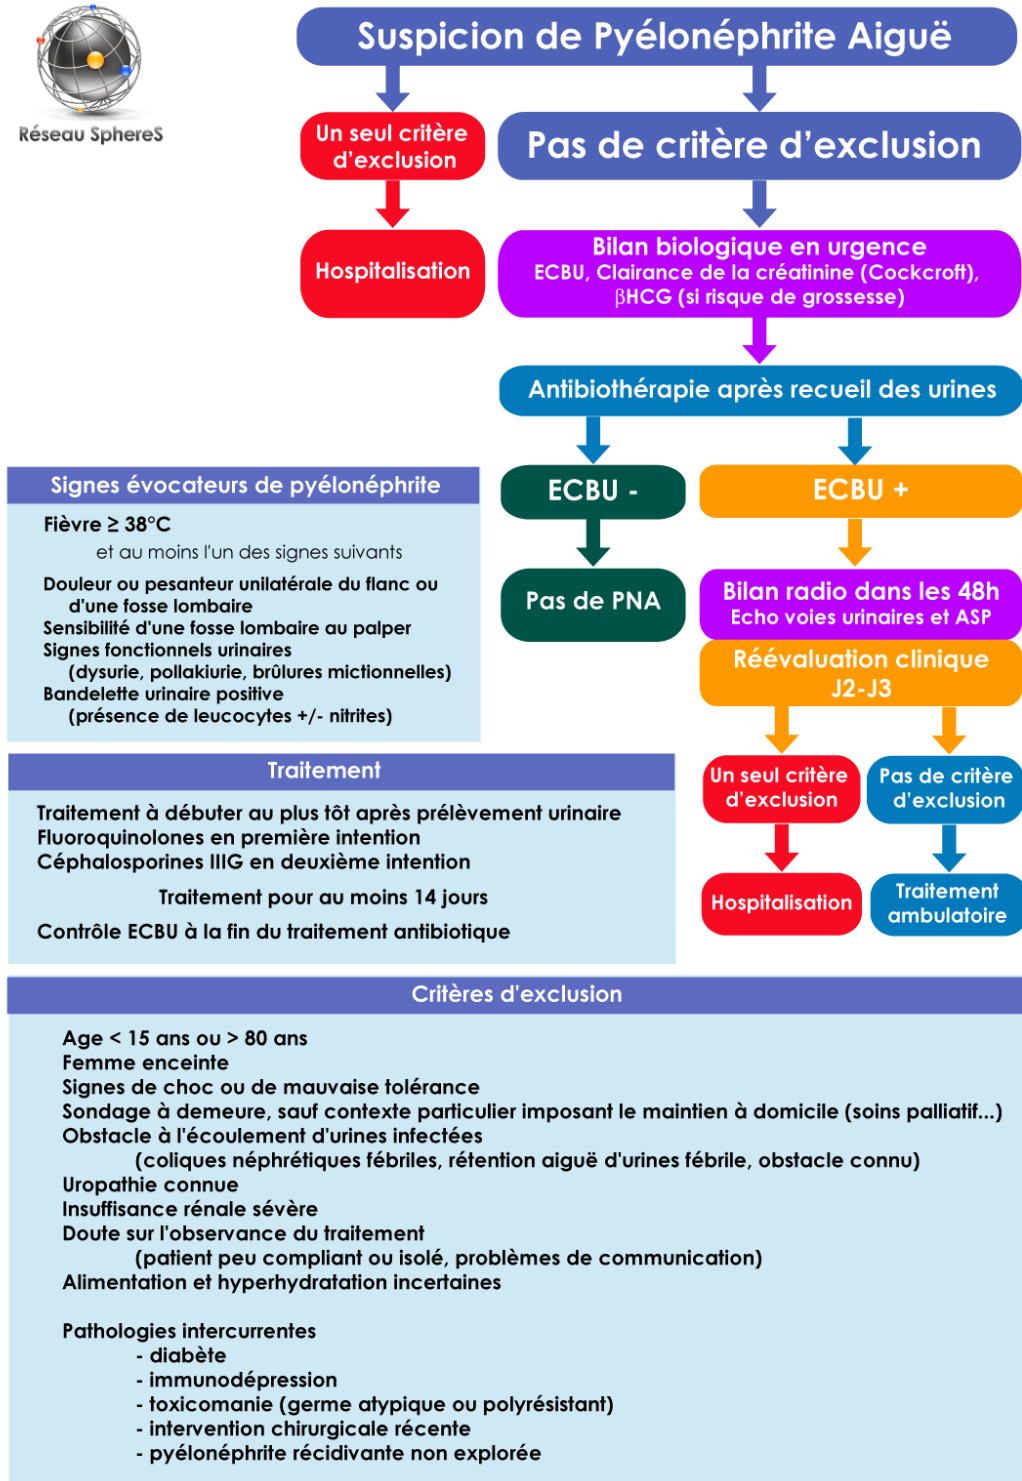 Réseau SphereS
Suspicion de Pyélonéphrite Aiguë
Un seul critère
d'exclusion
Pas de critère d'exclusion
Hospitalisation
Bilan biologique en urgence
ECBU, Clairance de la créatinine (Cockcroft),
βHCG (si risque de grossesse)
Antibiothérapie après recueil des urines
ECBU -
ECBU +
Pas de PNA
Bilan radio dans les 48h
Echo voies urinaires et ASP
Réévaluation clinique
J2-J3
Un seul critère
d'exclusion
Pas de critère
d'exclusion
Hospitalisation
Traitement
ambulatoire
Signes évocateurs de pyélonéphrite
Fièvre ≥ 38°C
et au moins l'un des signes suivants
Douleur ou pesanteur unilatérale du flanc ou
d'une fosse lombaire
Sensibilité d'une fosse lombaire au palper
Signes fonctionnels urinaires
(dysurie, pollakiurie, brûlures mictionnelles)
Bandelette urinaire positive
(présence de leucocytes +/- nitrites)
Traitement
Traitement à débuter au plus tôt après prélèvement urinaire
Fluoroquinolones en première intention
Céphalosporines IIIG en deuxième intention
Traitement pour au moins 14 jours
Contrôle ECBU à la fin du traitement antibiotique
Critères d'exclusion
Age < 15 ans ou > 80 ans
Femme enceinte
Signes de choc ou de mauvaise tolérance
Sondage à demeure, sauf contexte particulier imposant le maintien à domicile (soins palliatif...)
Obstacle à l'écoulement d'urines infectées
(coliques néphrétiques fébriles, rétention aiguë d'urines fébrile, obstacle connu)
Uropathie connue
Insuffisance rénale sévère
Doute sur l'observance du traitement
(patient peu compliant ou isolé, problèmes de communication)
Alimentation et hyperhydratation incertaines
Pathologies intercurrentes
- diabète
- immunodépression
- toxicomanie (germe atypique ou polyrésistant)
- intervention chirurgicale récente
- pyélonéphrite récidivante non explorée